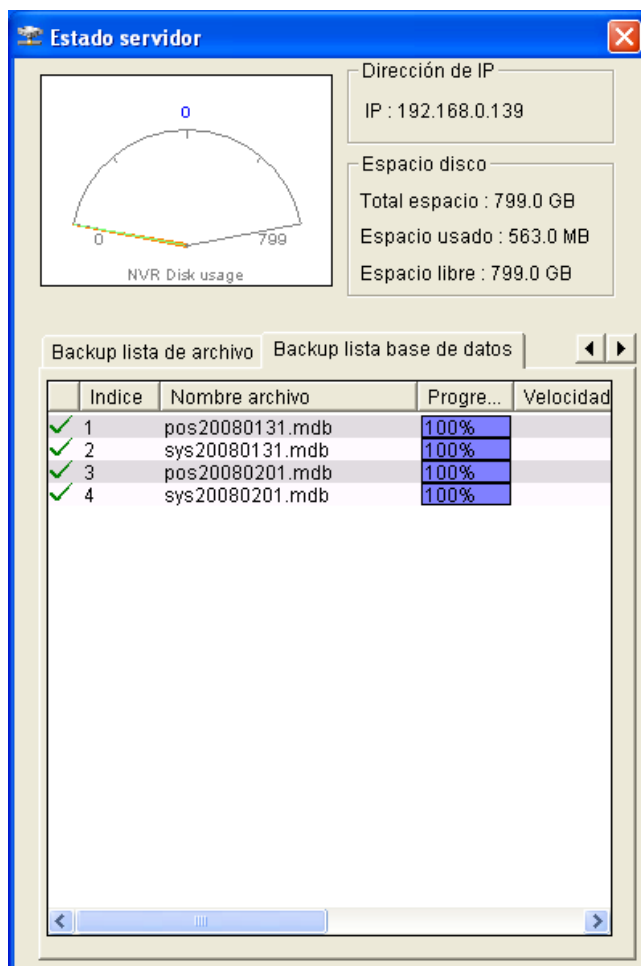 Estado servidor
Dirección de IP
IP : 192.168.0.139
0
0
799
NVR Disk usage
Espacio disco
Total espacio : 799.0 GB
Espacio usado : 563.0 MB
Espacio libre : 799.0 GB
Backup lista de archivo
Backup lista base de datos
Indice Nombre archivo Progre... Velocidad
1 pos20080131.mdb 100%
2 sys20080131.mdb 100%
3 pos20080201.mdb 100%
4 sys20080201.mdb 100%